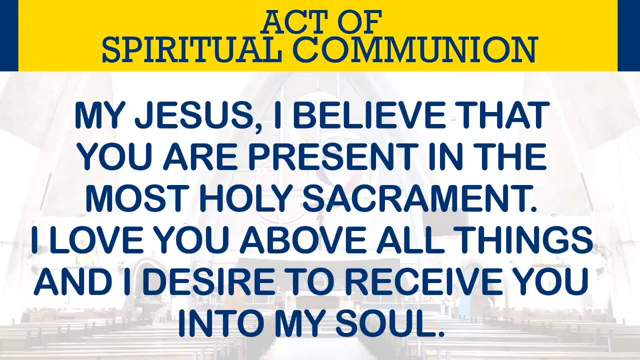 ACT OF
SPIRITUAL COMMUNION
MY JESUS, I BELIEVE THAT
YOU ARE PRESENT IN THE
MOST HOLY SACRAMENT.
I LOVE YOU ABOVE ALL THINGS
AND I DESIRE TO RECEIVE YOU
INTO MY SOUL.